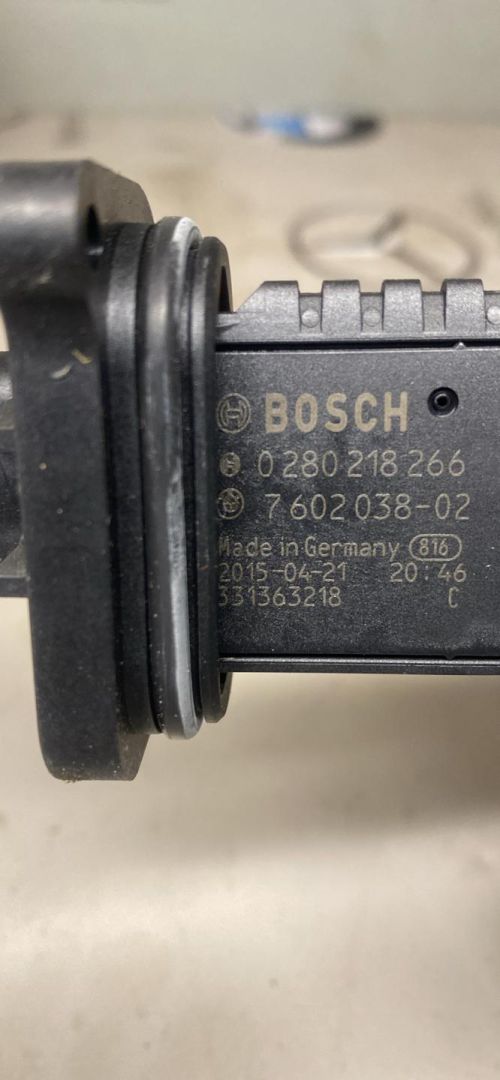 BOSCH
0 280 218 266
7 602 038-02
Made in Germany 816
2015-04-21 20:46
331363218 C